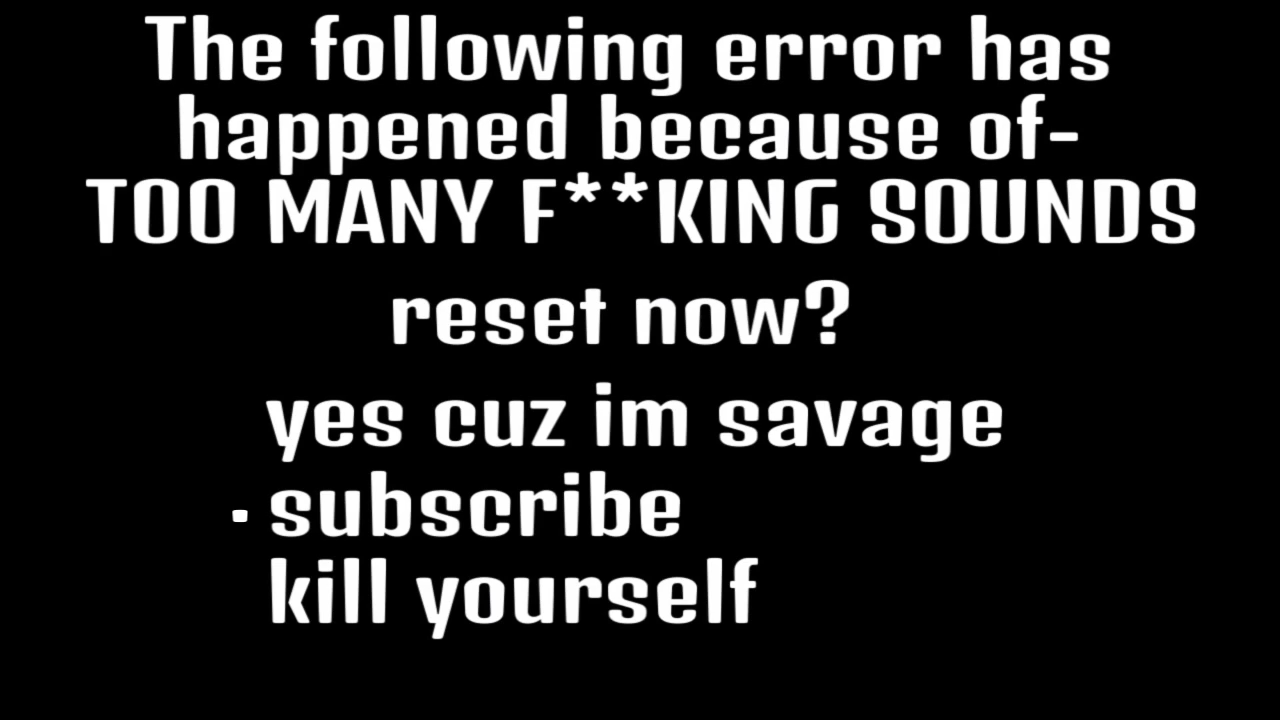 The following error has
happened because of-
TOO MANY F**KING SOUNDS
reset now?
yes cuz im savage
· subscribe
kill yourself